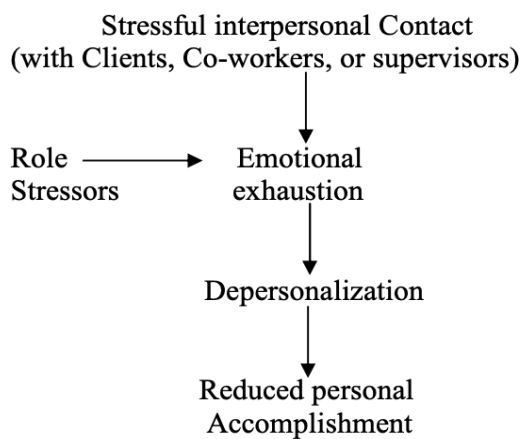 Stressful interpersonal Contact
(with Clients, Co-workers, or supervisors)
Role
Stressors
Emotional
exhaustion
Depersonalization
Reduced personal
Accomplishment